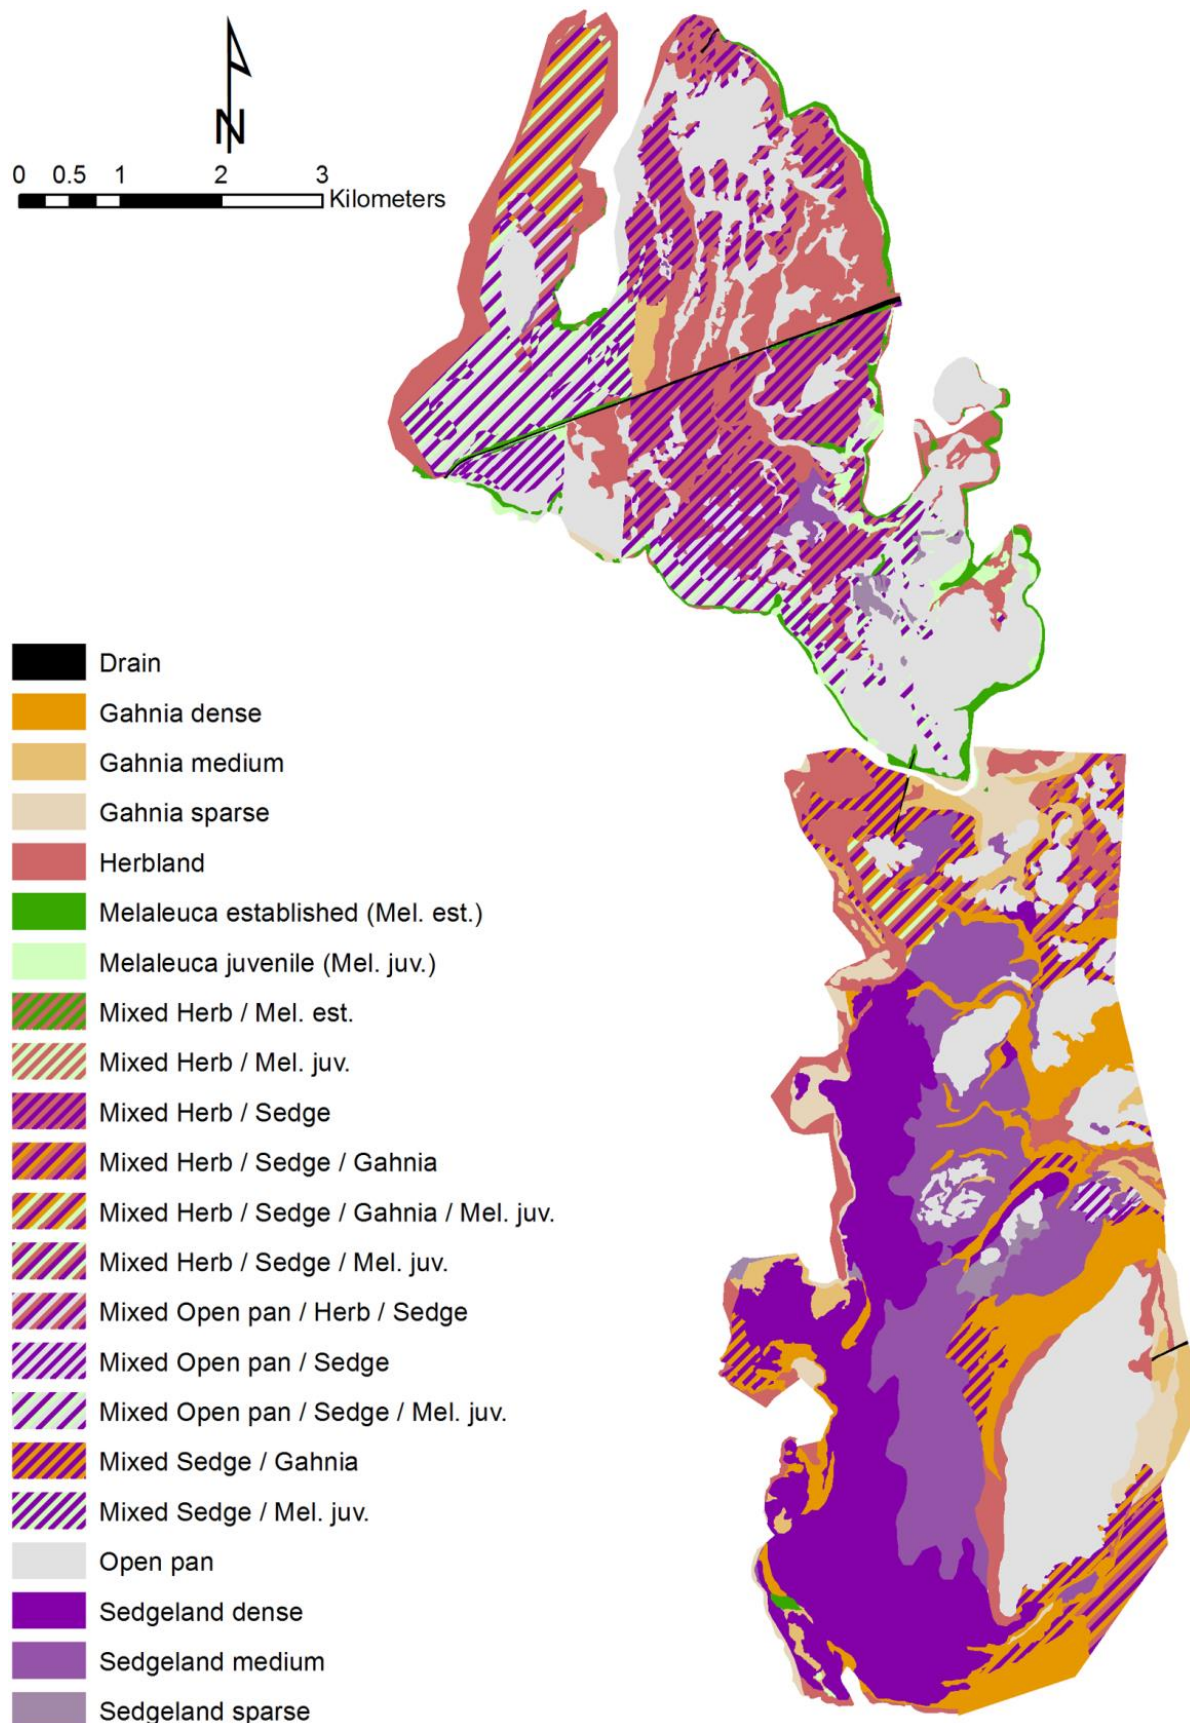 N
0 0.5 1 2 3
Kilometers
Drain
Gahnia dense
Gahnia medium
Gahnia sparse
Herbland
Melaleuca established (Mel. est.)
Melaleuca juvenile (Mel. juv.)
Mixed Herb / Mel. est.
Mixed Herb / Mel. juv.
Mixed Herb / Sedge
Mixed Herb / Sedge / Gahnia
Mixed Herb / Sedge / Gahnia / Mel. juv.
Mixed Herb / Sedge / Mel. juv.
Mixed Open pan / Herb / Sedge
Mixed Open pan / Sedge
Mixed Open pan / Sedge / Mel. juv.
Mixed Sedge / Gahnia
Mixed Sedge / Mel. juv.
Open pan
Sedgeland dense
Sedgeland medium
Sedgeland sparse